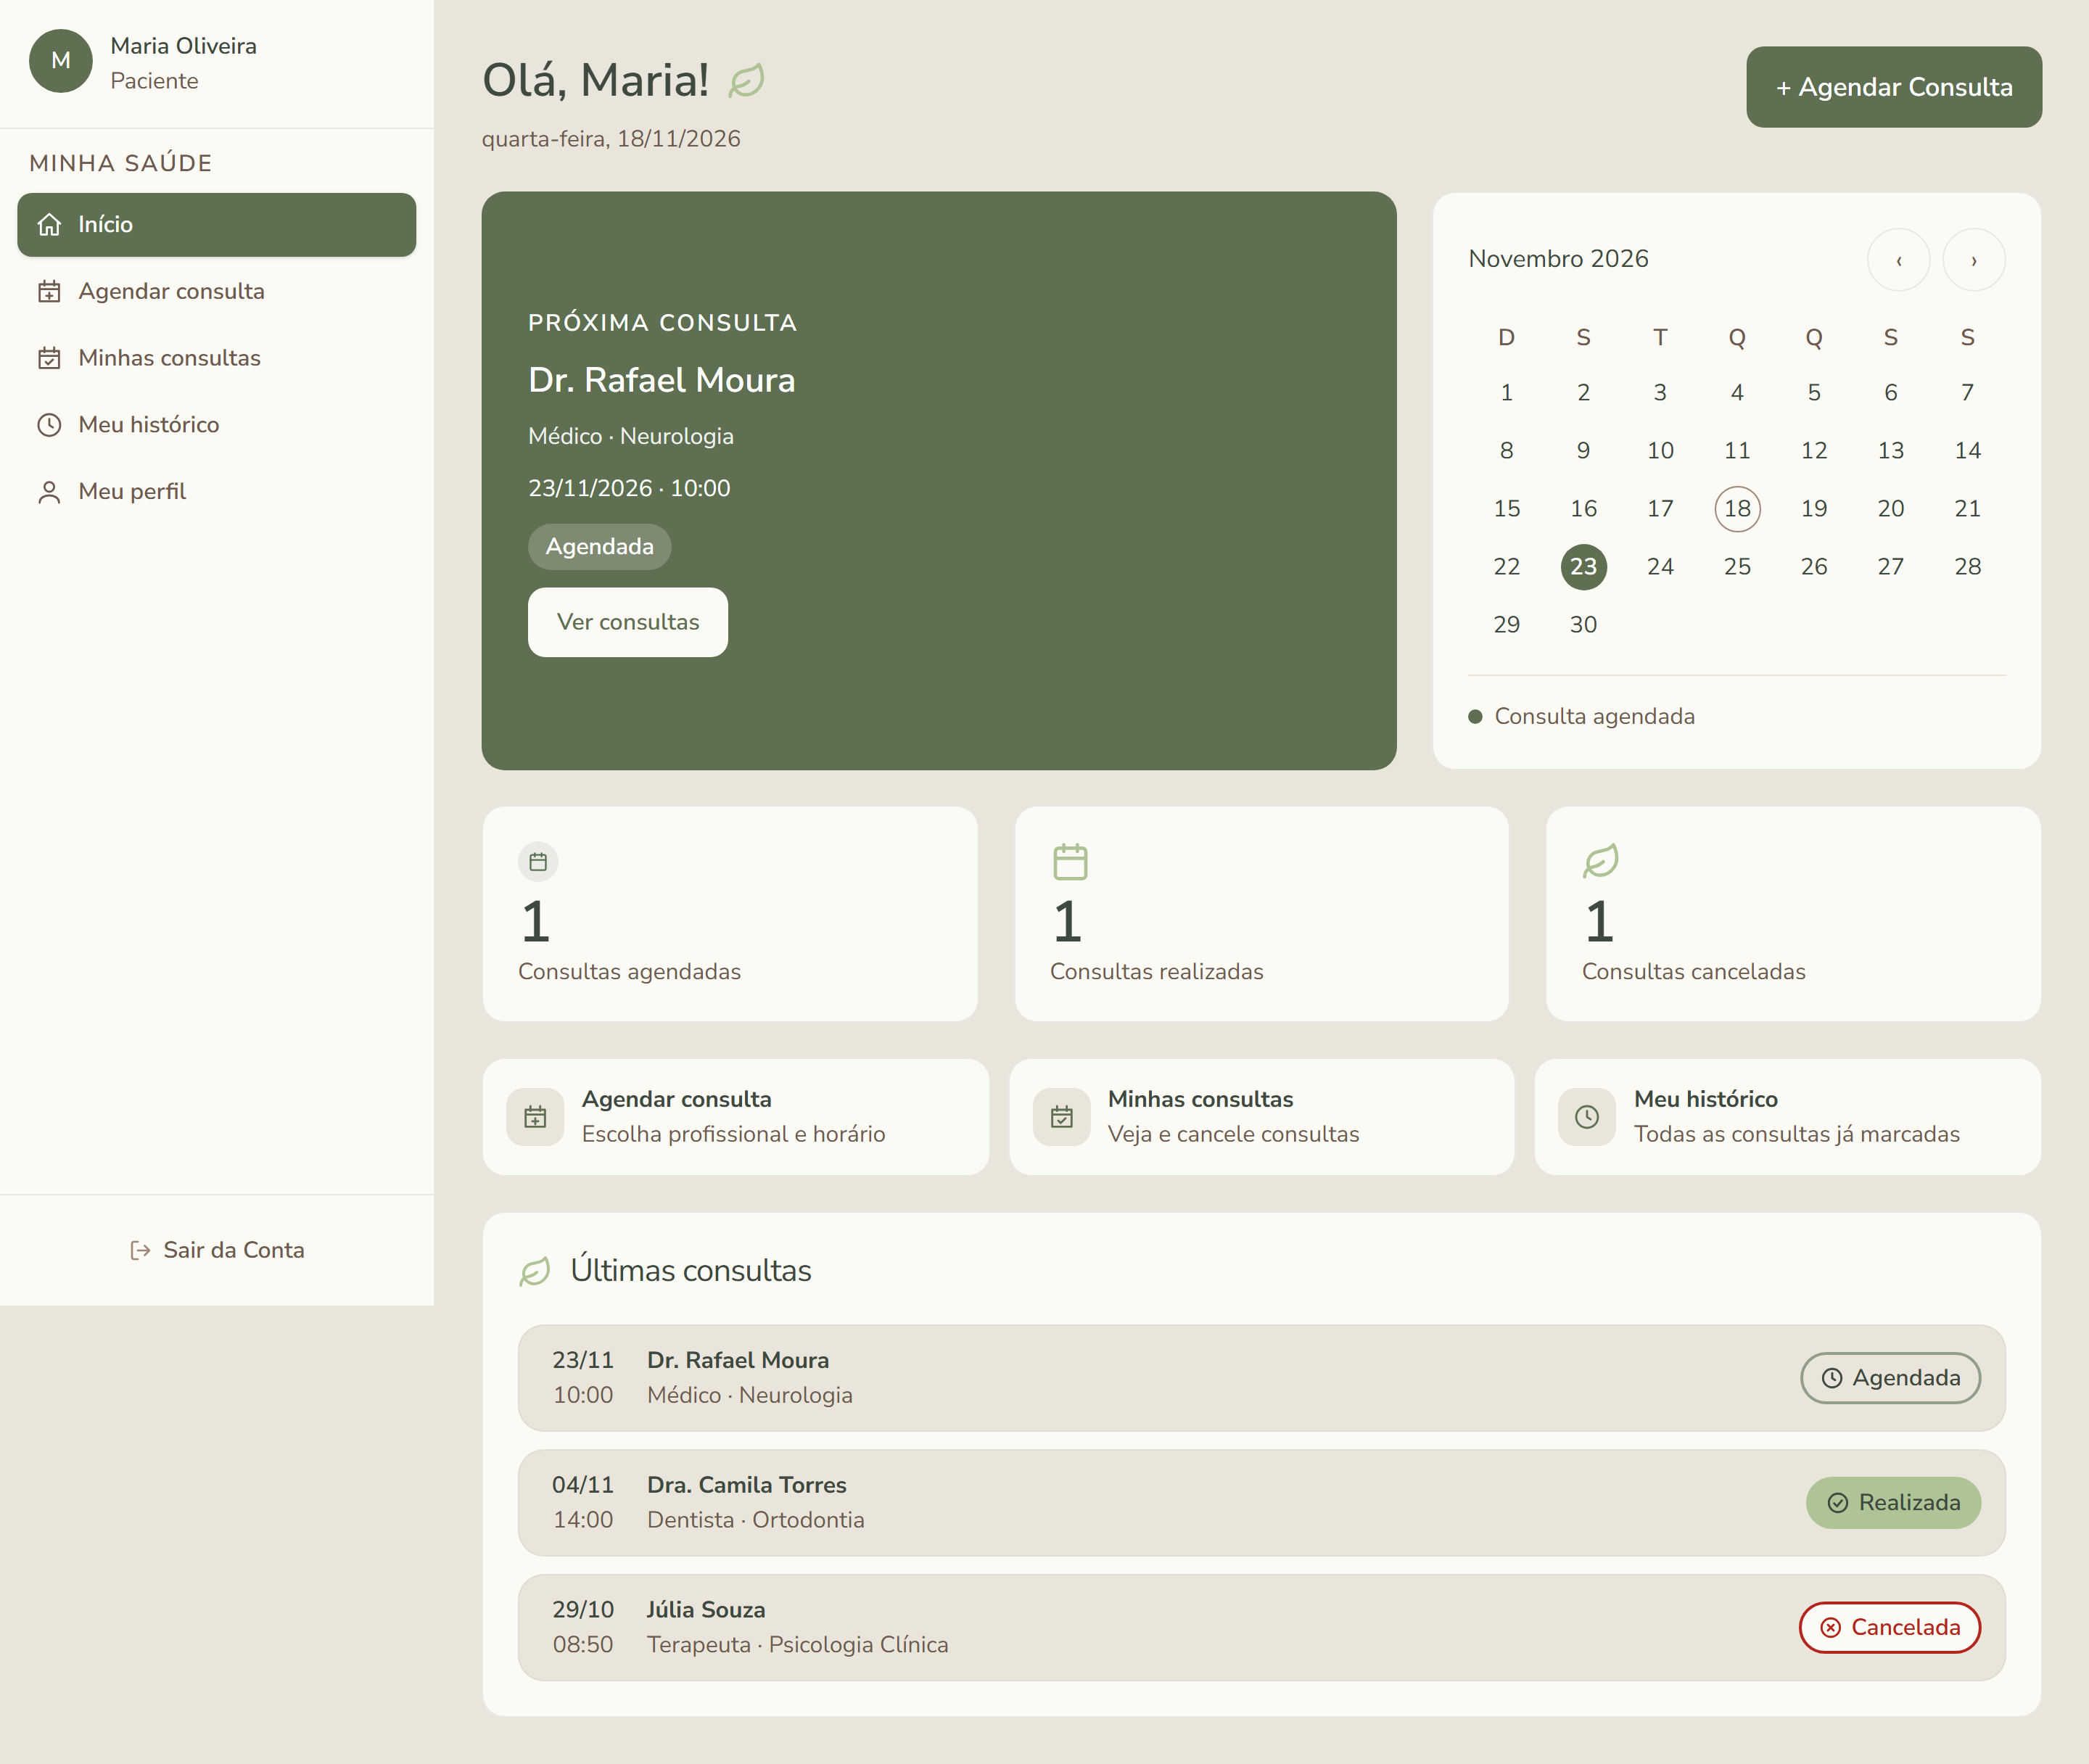 M
Maria Oliveira
Paciente
MINHA SAÚDE
Início
Agendar consulta
Minhas consultas
Meu histórico
Meu perfil
Sair da Conta
Olá, Maria!
quarta-feira, 18/11/2026
+ Agendar Consulta
PRÓXIMA CONSULTA
Dr. Rafael Moura
Médico · Neurologia
23/11/2026 · 10:00
Agendada
Ver consultas
Novembro 2026
‹ ›
D S T Q Q S S
1 2 3 4 5 6 7
8 9 10 11 12 13 14
15 16 17 18 19 20 21
22 23 24 25 26 27 28
29 30
Consulta agendada
1
Consultas agendadas
1
Consultas realizadas
1
Consultas canceladas
Agendar consulta
Escolha profissional e horário
Minhas consultas
Veja e cancele consultas
Meu histórico
Todas as consultas já marcadas
Últimas consultas
23/11 Dr. Rafael Moura
10:00 Médico · Neurologia
Agendada
04/11 Dra. Camila Torres
14:00 Dentista · Ortodontia
Realizada
29/10 Júlia Souza
08:50 Terapeuta · Psicologia Clínica
Cancelada